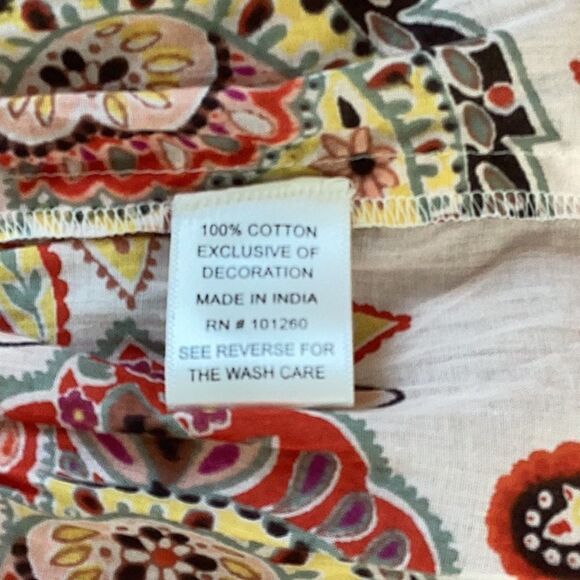 100% COTTON
EXCLUSIVE OF
DECORATION
MADE IN INDIA
RN # 101260
SEE REVERSE FOR
THE WASH CARE